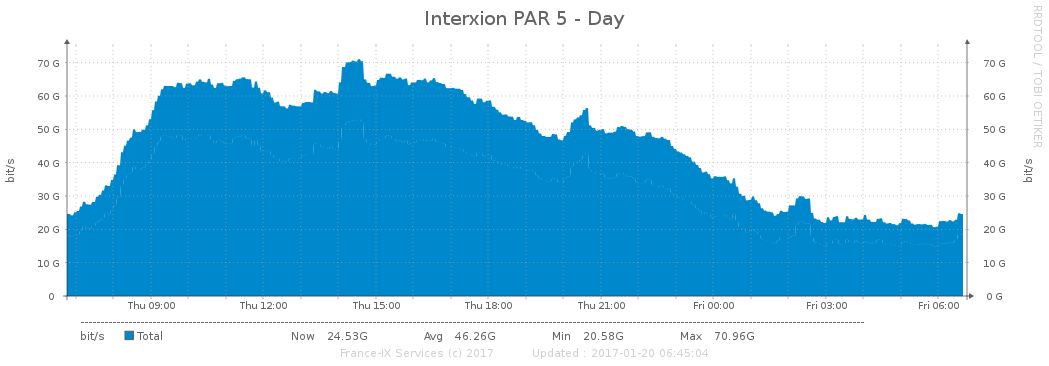 Interxion PAR 5 - Day
RRDTOOL / TOBI OETIKER
bit/s
70 G 70 G
60 G 60 G
50 G 50 G
40 G 40 G
30 G 30 G
20 G 20 G
10 G 10 G
0 0 G
bit/s
Thu 09:00 Thu 12:00 Thu 15:00 Thu 18:00 Thu 21:00 Fri 00:00 Fri 03:00 Fri 06:00
bit/s Total Now 24.53G Avg 46.26G Min 20.58G Max 70.96G
France-IX Services (c) 2017 Updated : 2017-01-20 06:45:04